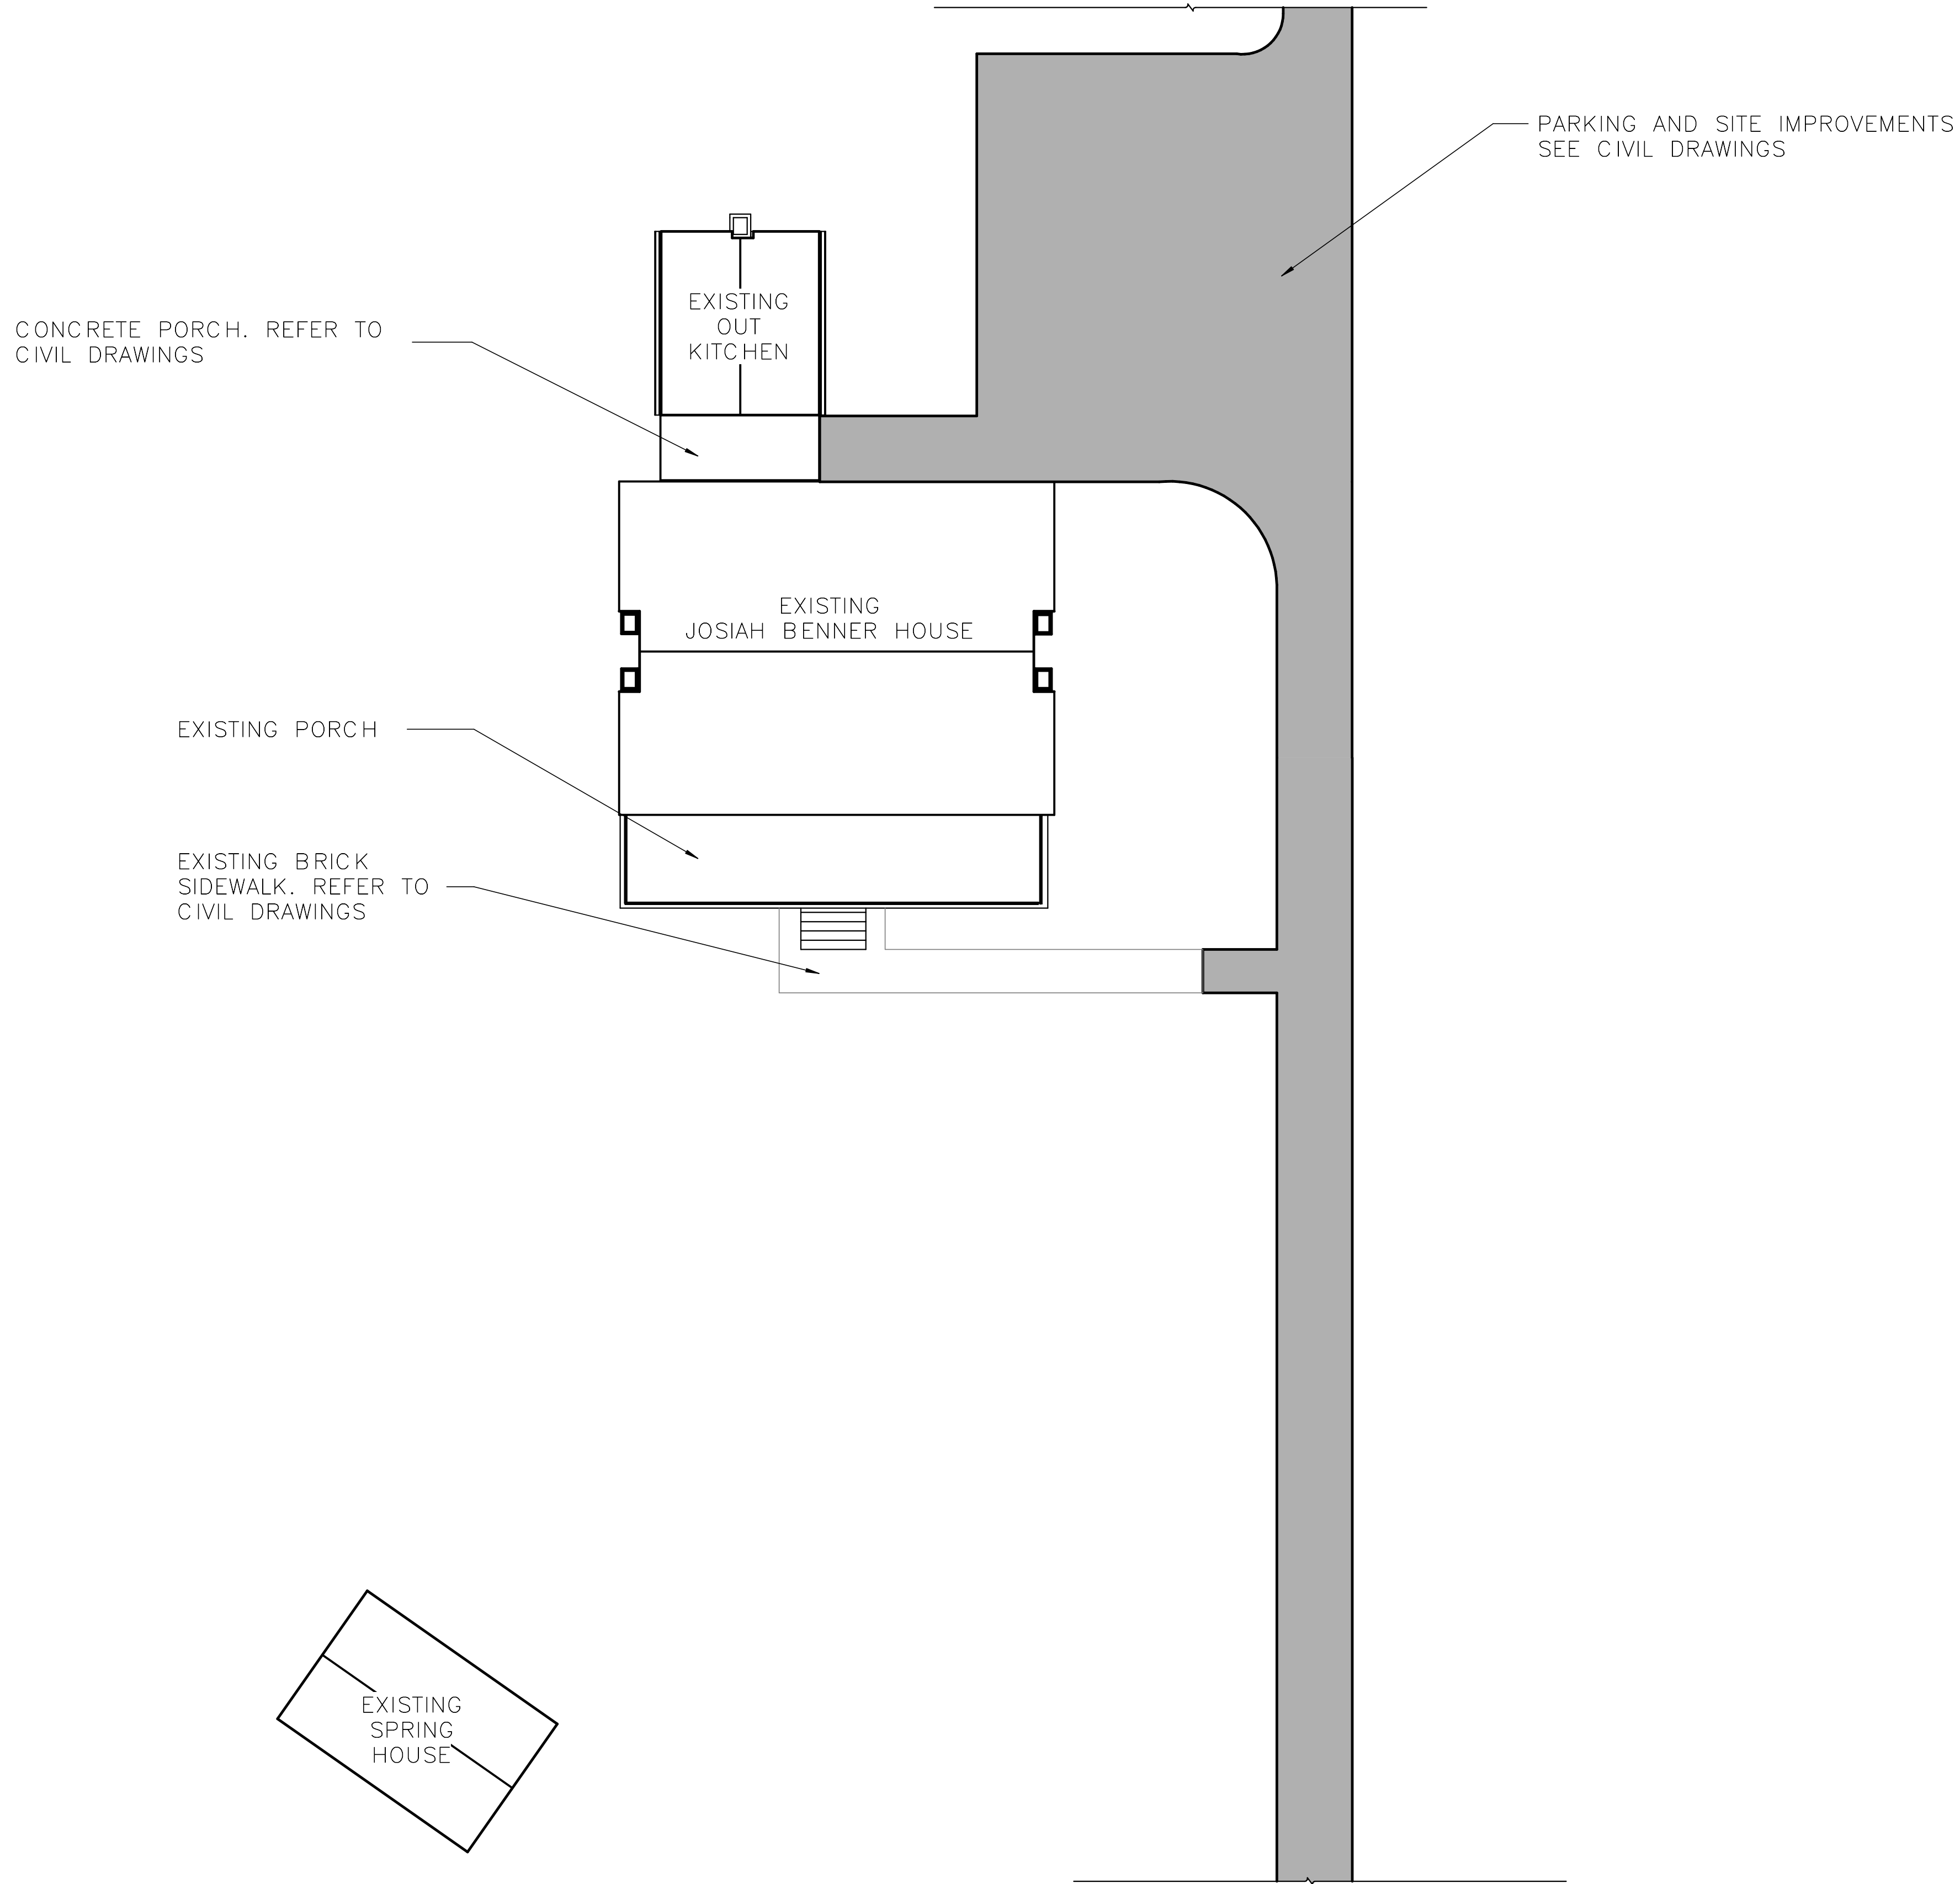 PARKING AND SITE IMPROVEMENTS
SEE CIVIL DRAWINGS
EXISTING
OUT
KITCHEN
CONCRETE PORCH. REFER TO
CIVIL DRAWINGS
EXISTING
JOSIAH BENNER HOUSE
EXISTING PORCH
EXISTING BRICK
SIDEWALK. REFER TO
CIVIL DRAWINGS
EXISTING
SPRING
HOUSE